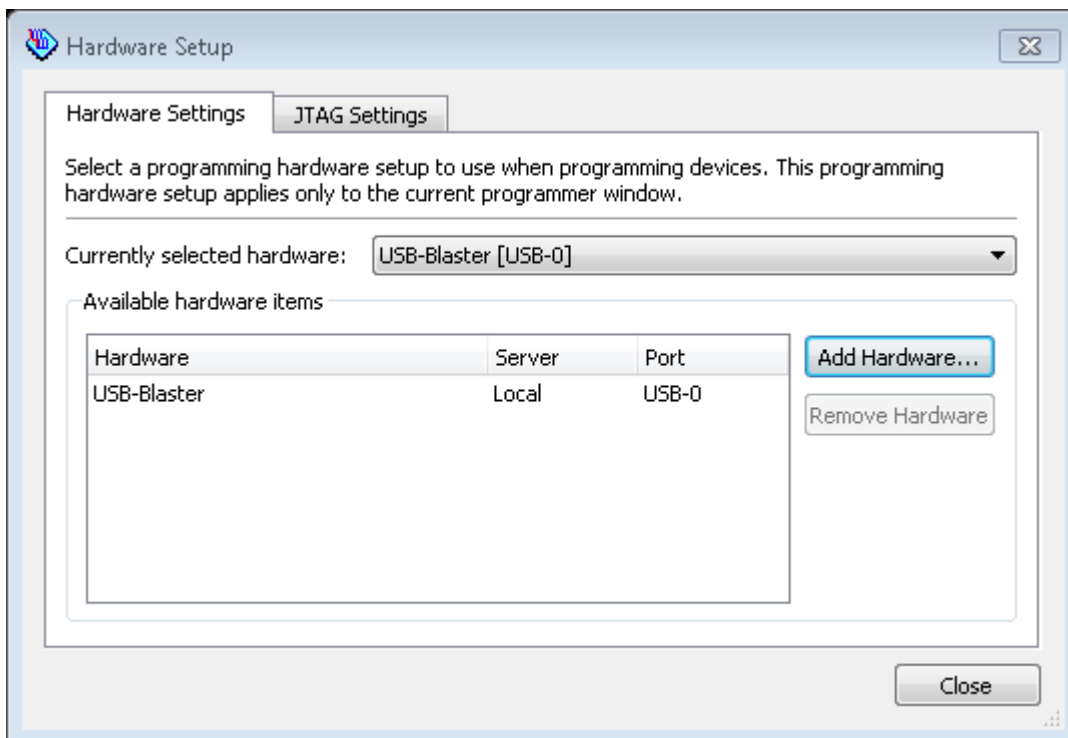 Hardware Setup
Hardware Settings
JTAG Settings
Select a programming hardware setup to use when programming devices. This programming
hardware setup applies only to the current programmer window.
Currently selected hardware:
USB-Blaster [USB-0]
Available hardware items
Hardware Server Port
USB-Blaster Local USB-0
Add Hardware...
Remove Hardware
Close